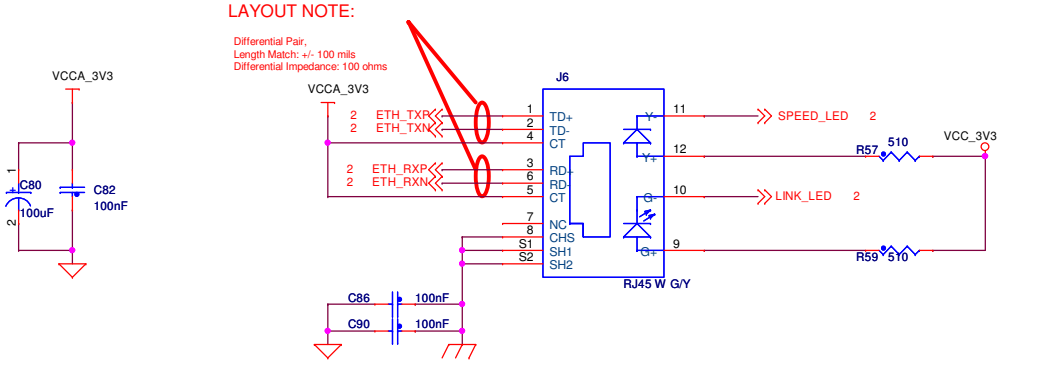 LAYOUT NOTE:
Differential Pair,
Length Match: +/- 100 mils
Differential Impedance: 100 ohms
VCCA_3V3
1
+
C80
100uF
2
C82
100nF
VCCA_3V3
2 ETH_TXP
2 ETH_TXN
2 ETH_RXP
2 ETH_RXN
J6
1 TD+
2 TD-
4 CT
3 RD+
6 RD-
5 CT
7 NC
8 CHS
S1 SH1
S2 SH2
Y- 11
Y+ 12
G- 10
G+ 9
RJ45 W G/Y
SPEED_LED 2
VCC_3V3
R57 510
LINK_LED 2
R59 510
C86 100nF
C90 100nF